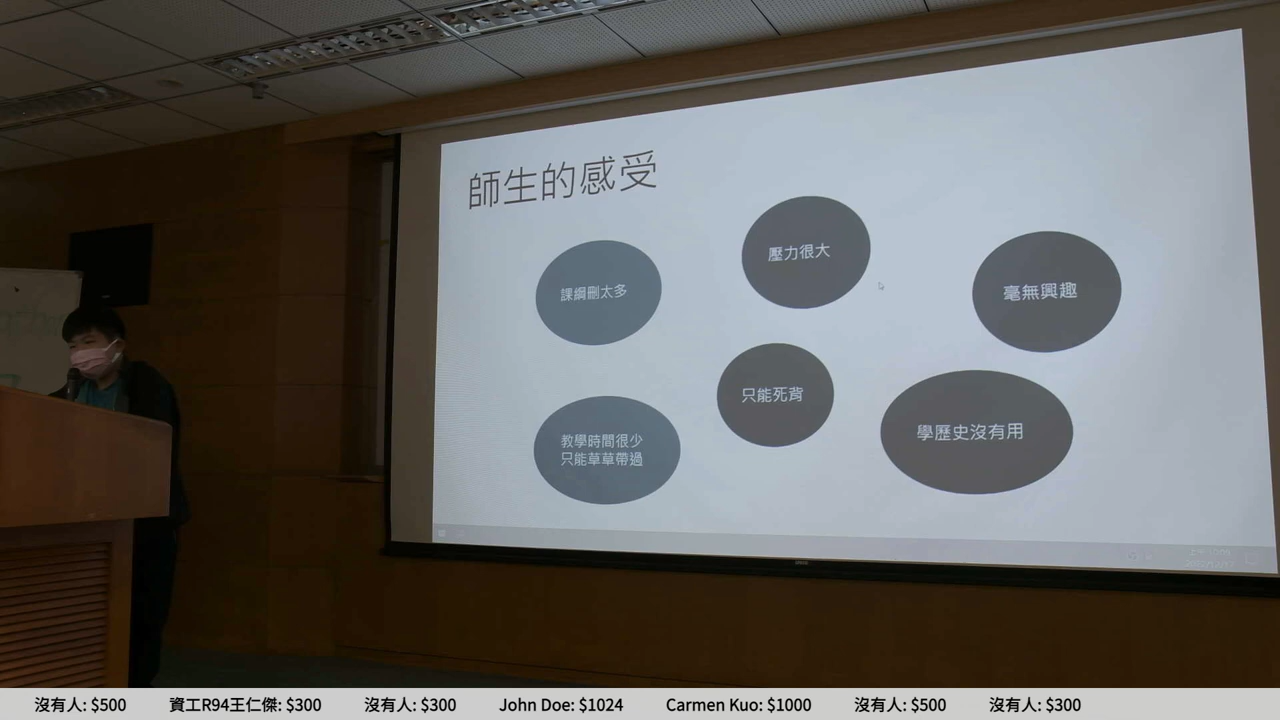 師生的感受
課綱刪太多
壓力很大
毫無興趣
只能死背
教學時間很少
只能草草帶過
學歷史沒有用
沒有人: $500
資工R94王仁傑: $300
沒有人: $300
John Doe: $1024
Carmen Kuo: $1000
沒有人: $500
沒有人: $300